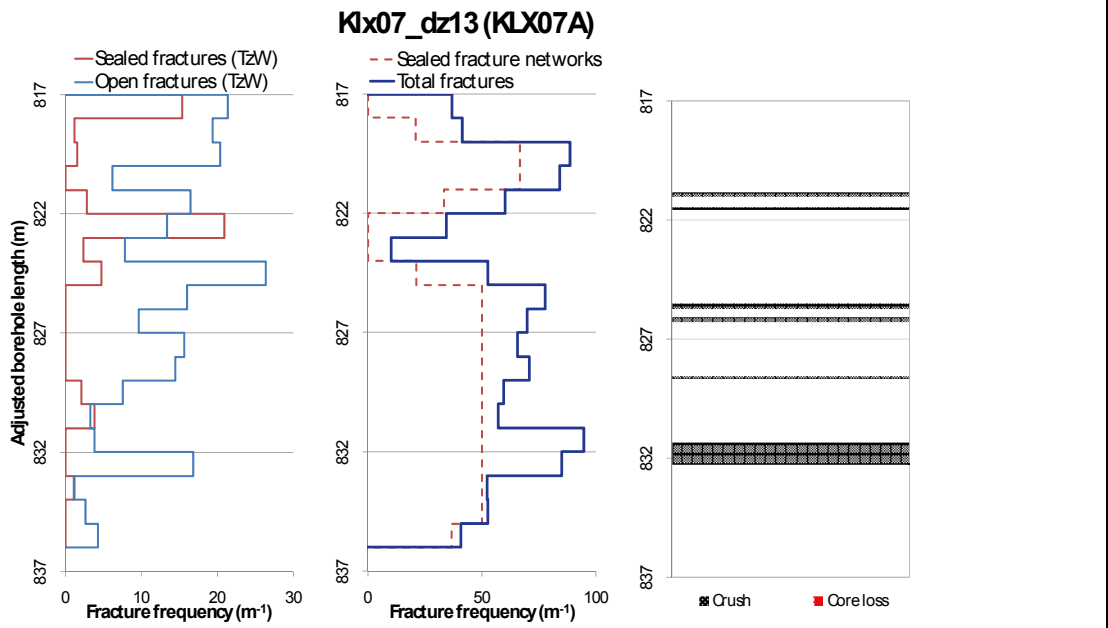 Klx07_dz13 (KLX07A)
Sealed fractures (TzW)
Open fractures (TzW)
Sealed fracture networks
Total fractures
Adjusted borehole length (m)
817
822
827
832
837
0 10 20 30
Fracture frequency (m⁻¹)
817
822
827
832
837
0 50 100
Fracture frequency (m⁻¹)
817
822
827
832
837
Crush Core loss